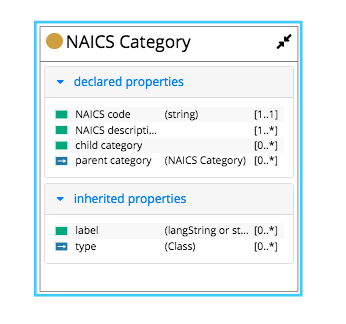 NAICS Category
declared properties
NAICS code (string) [1..1]
NAICS descripti... [1..*]
child category [0..*]
parent category (NAICS Category) [0..*]
inherited properties
label (langString or st... [0..*]
type (Class) [0..*]